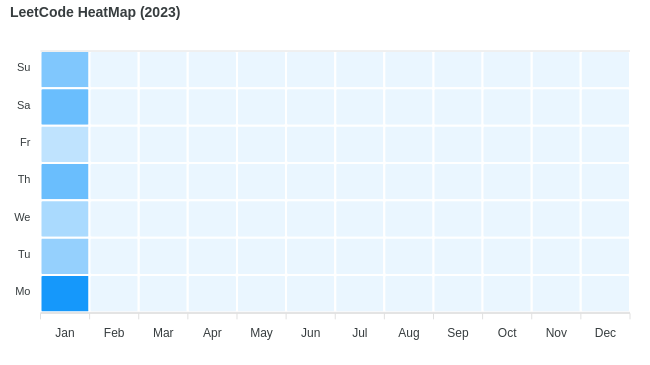 LeetCode HeatMap (2023)
Su
Sa
Fr
Th
We
Tu
Mo
Jan Feb Mar Apr May Jun Jul Aug Sep Oct Nov Dec